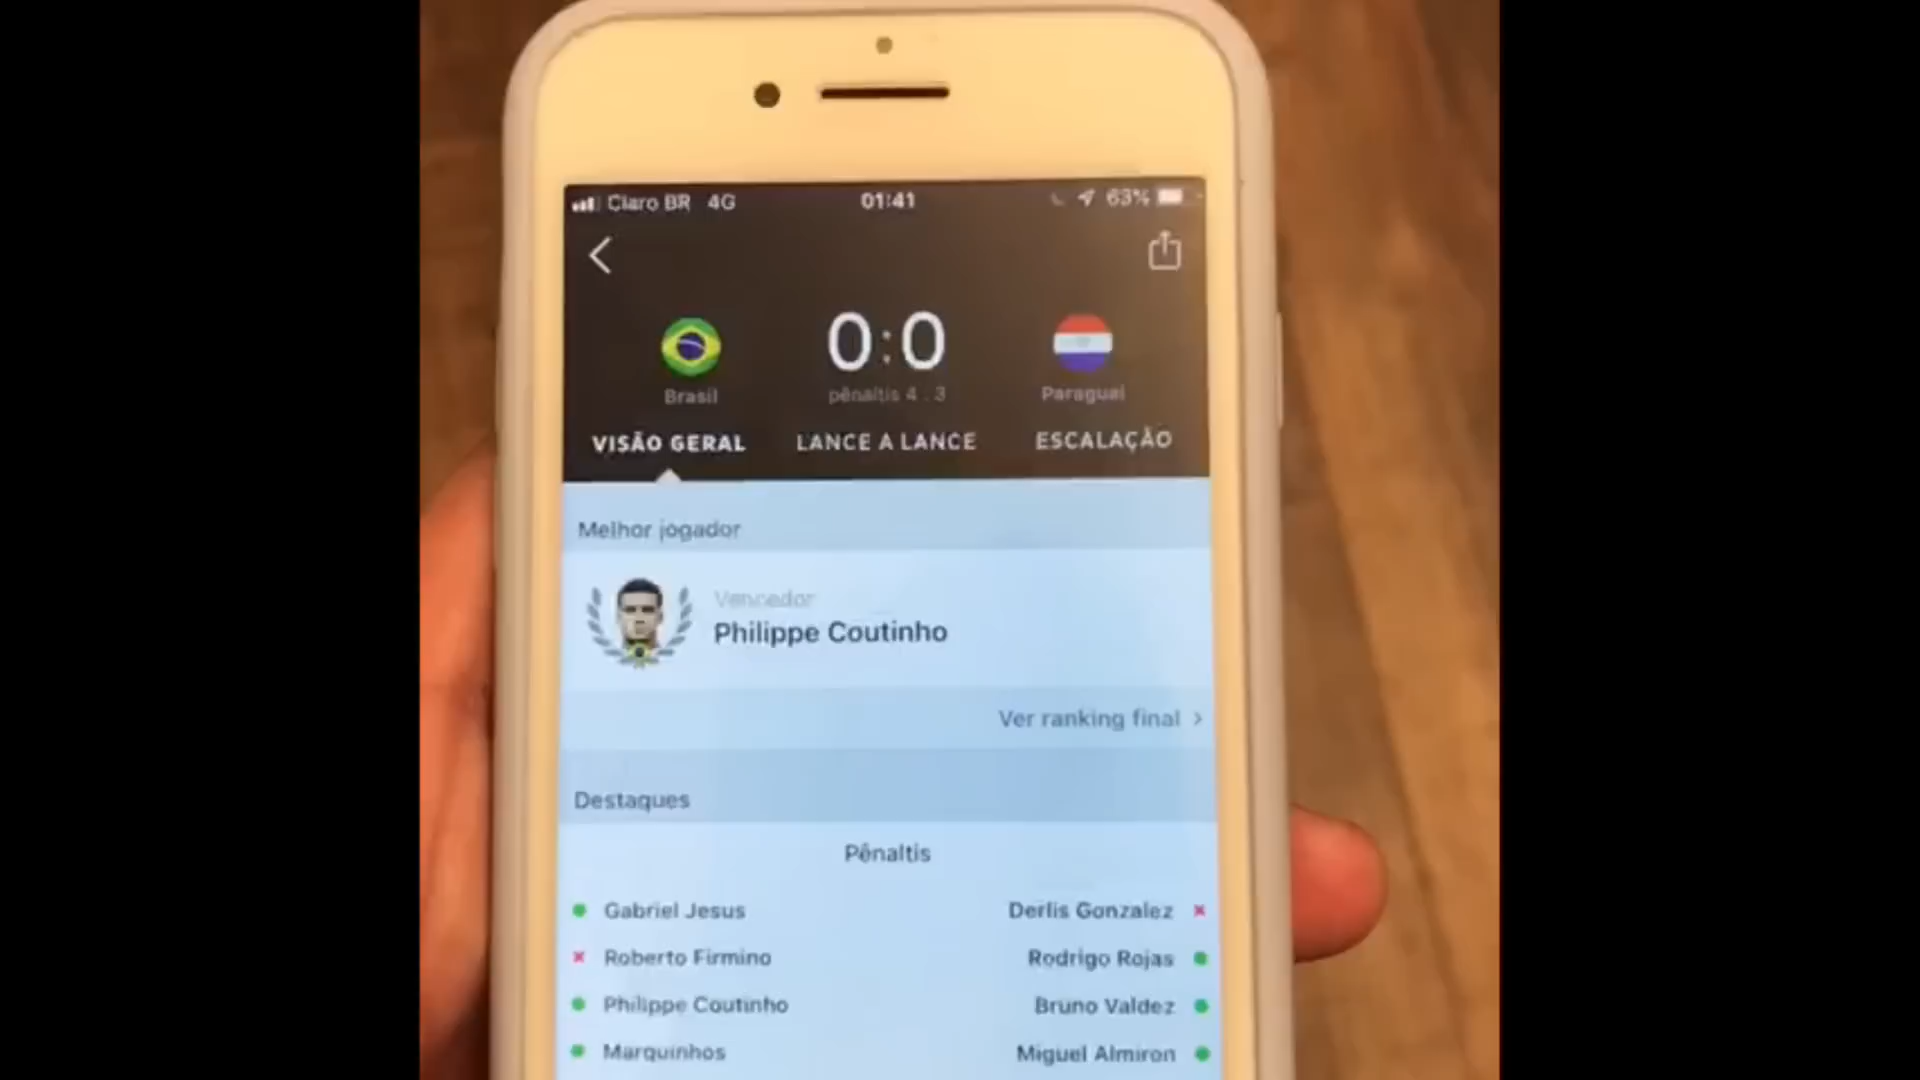 Claro BR 4G 01:41 63%
0:0
Brasil pênaltis 4 . 3 Paraguai
VISÃO GERAL LANCE A LANCE ESCALAÇÃO
Melhor jogador
Vencedor
Philippe Coutinho
Ver ranking final >
Destaques
Pênaltis
Gabriel Jesus Derlis Gonzalez
Roberto Firmino Rodrigo Rojas
Philippe Coutinho Bruno Valdez
Marquinhos Miguel Almiron